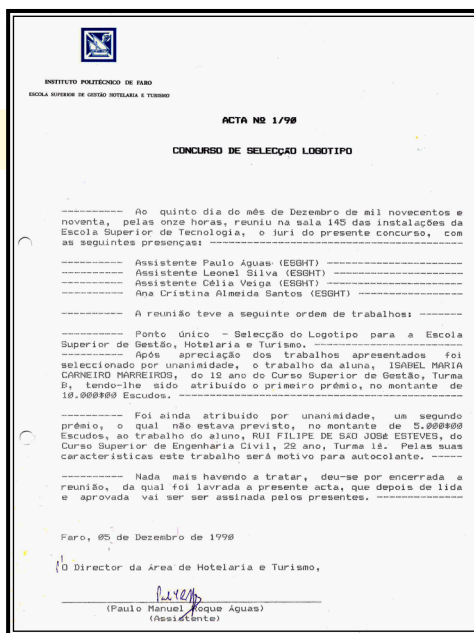 INSTITUTO POLITÉCNICO DE FARO
ESCOLA SUPERIOR DE GESTÃO HOTELARIA E TURISMO
ACTA Nº 1/90
CONCURSO DE SELECÇÃO LOGOTIPO
---------- Ao quinto dia do mês de Dezembro de mil novecentos e
noventa, pelas onze horas, reuniu na sala 145 das instalações da
Escola Superior de Tecnologia, o juri do presente concurso, com
as seguintes presenças: ------------------------------------
---------- Assistente Paulo Águas (ESGHT) ------------------
---------- Assistente Leonel Silva (ESGHT) -----------------
---------- Assistente Célia Veiga (ESGHT) ------------------
---------- Ana Cristina Almeida Santos (ESGHT) --------------
---------- A reunião teve a seguinte ordem de trabalhos: -------
---------- Ponto único - Selecção do Logotipo para a Escola
Superior de Gestão, Hotelaria e Turismo. ---------------------
---------- Após apreciação dos trabalhos apresentados foi
seleccionado por unanimidade, o trabalho da aluna, ISABEL MARIA
CARNEIRO MARREIROS, do 1º ano do Curso Superior de Gestão, Turma
B, tendo-lhe sido atribuído o primeiro prémio, no montante de
10.000$00 Escudos. -----------------------------------------
---------- Foi ainda atribuido por unanimidade, um segundo
prémio, o qual não estava previsto, no montante de 5.000$00
Escudos, ao trabalho do aluno, RUI FILIPE DE SÃO JOSé ESTEVES, do
Curso Superior de Engenharia Civil, 2º ano, Turma 1ª. Pelas suas
características este trabalho será motivo para autocolante. -----
---------- Nada mais havendo a tratar, deu-se por encerrada a
reunião, da qual foi lavrada a presente acta, que depois de lida
e aprovada vai ser ser assinada pelos presentes. --------------
Faro, 05 de Dezembro de 1990
O Director da Área de Hotelaria e Turismo,
(Paulo Manuel Roque Águas)
(Assistente)